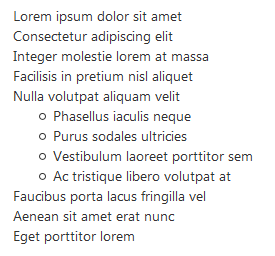 Lorem ipsum dolor sit amet
Consectetur adipiscing elit
Integer molestie lorem at massa
Facilisis in pretium nisl aliquet
Nulla volutpat aliquam velit
Phasellus iaculis neque
Purus sodales ultricies
Vestibulum laoreet porttitor sem
Ac tristique libero volutpat at
Faucibus porta lacus fringilla vel
Aenean sit amet erat nunc
Eget porttitor lorem